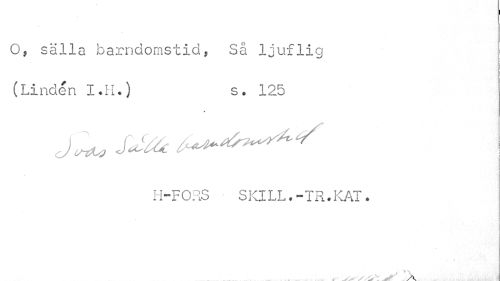 O, sälla barndomstid, Så ljuflig
(Lindén I.H.) s. 125
Svas Sälla barndomstid
H-FORS SKILL.-TR.KAT.